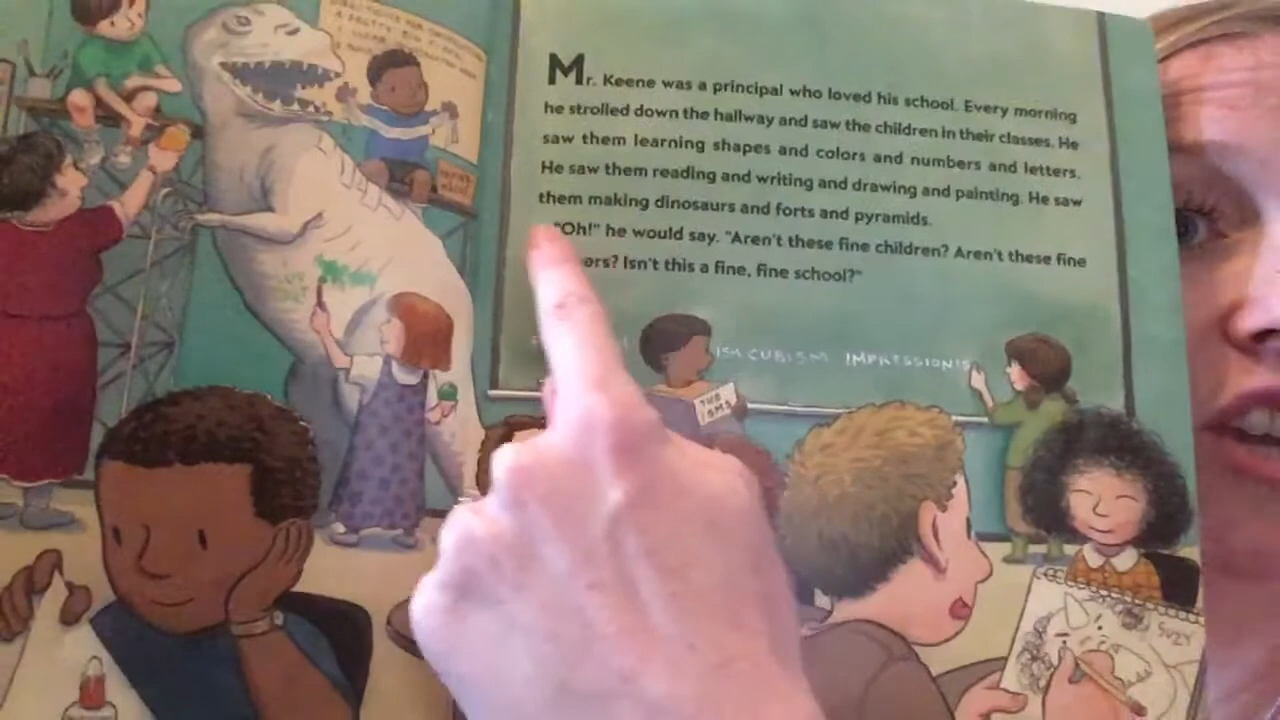 Mr. Keene was a principal who loved his school. Every morning
he strolled down the hallway and saw the children in their classes. He
saw them learning shapes and colors and numbers and letters.
He saw them reading and writing and drawing and painting. He saw
them making dinosaurs and forts and pyramids.
"Oh!" he would say. "Aren't these fine children? Aren't these fine
ors? Isn't this a fine, fine school?"
CUBISM IMPRESSIONIS
THE
ISMS
SUZY